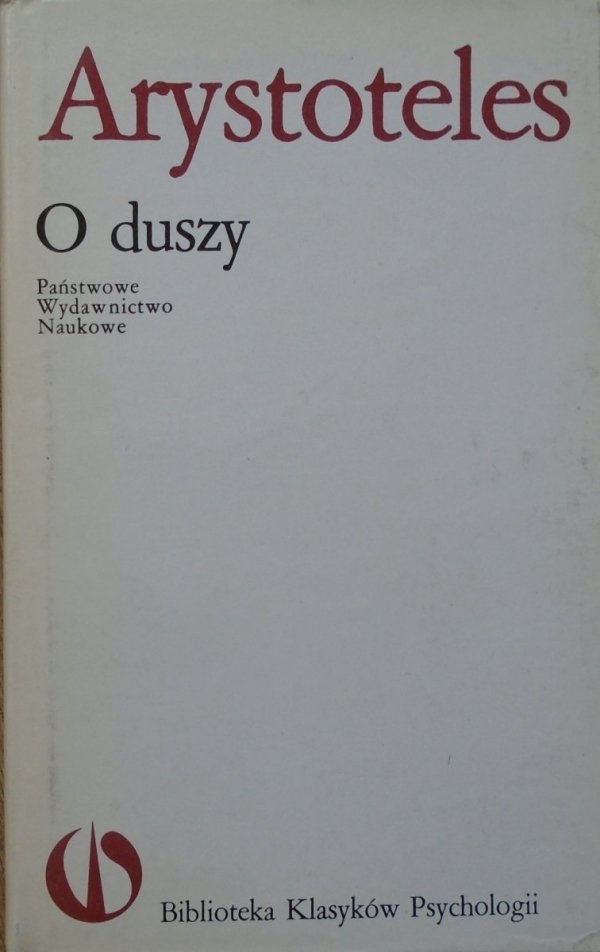 Arystoteles
O duszy
Państwowe
Wydawnictwo
Naukowe
Biblioteka Klasyków Psychologii